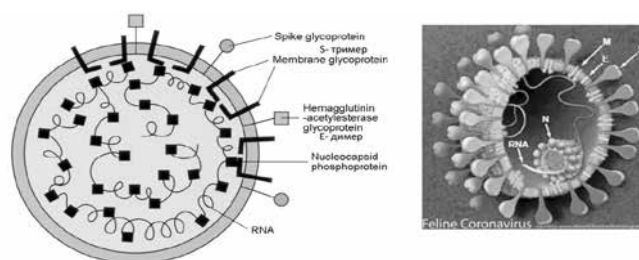 Spike glycoprotein
S- тример
Membrane glycoprotein
Hemagglutinin
-acetylesterase
glycoprotein
E- димер
Nucleocapsid
phosphoprotein
RNA
M
E
N
RNA
Feline Coronavirus